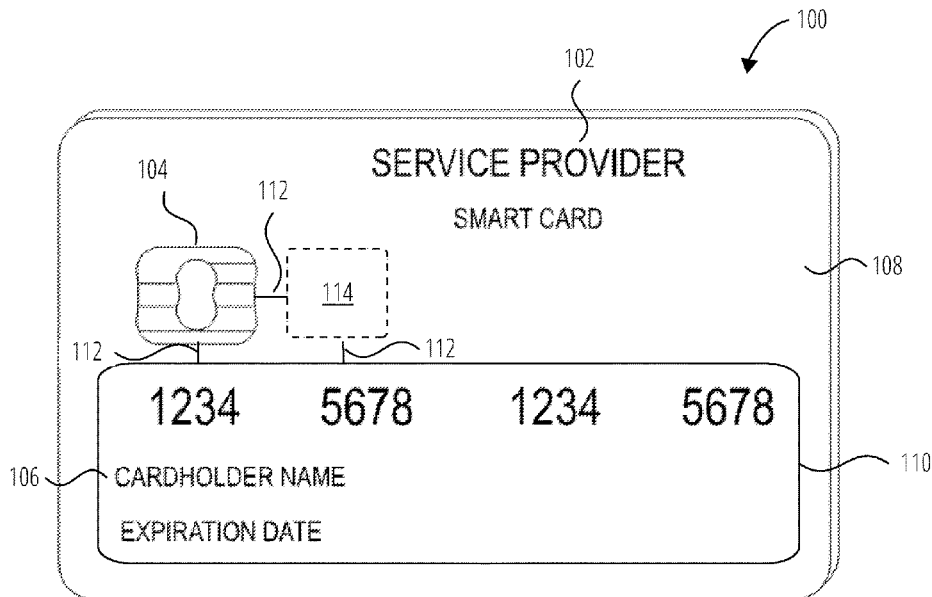 100
102
SERVICE PROVIDER
104
112
SMART CARD
108
114
112
112
1234 5678 1234 5678
106
CARDHOLDER NAME
110
EXPIRATION DATE